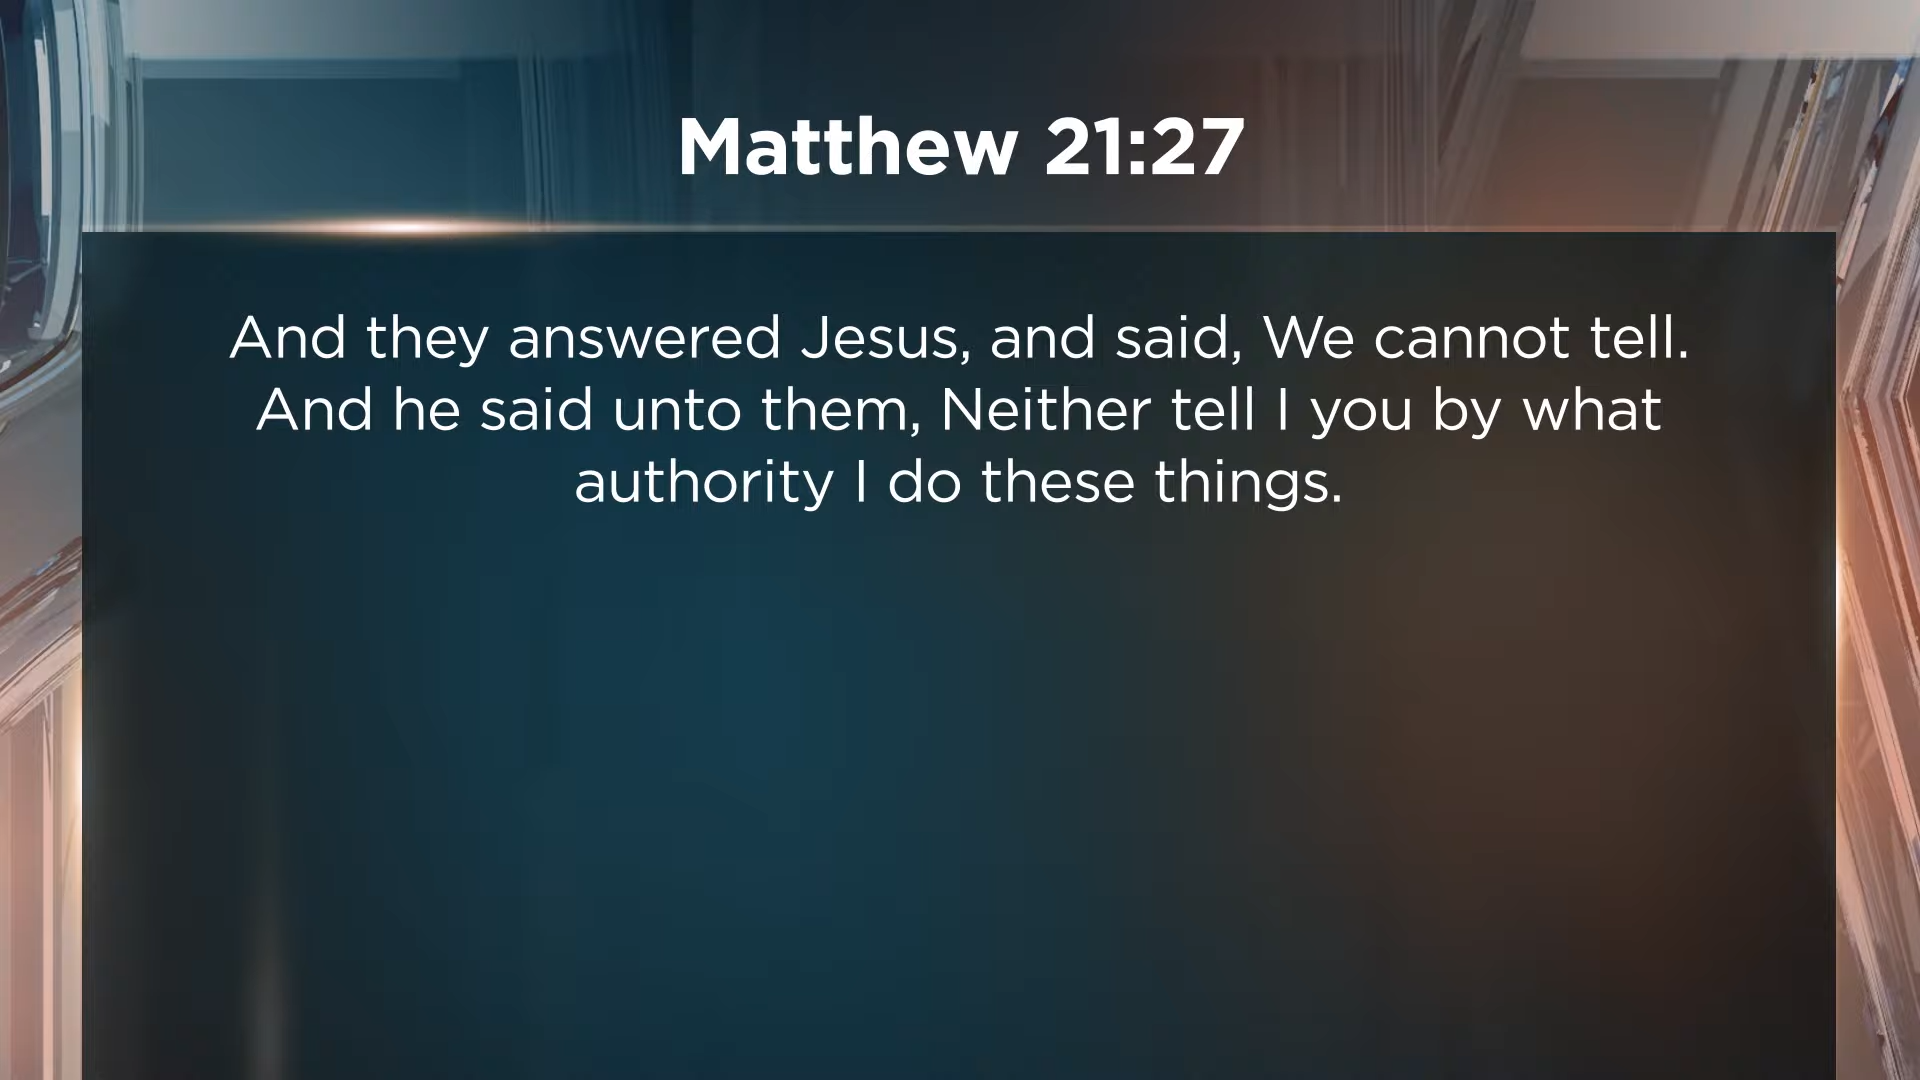 Matthew 21:27
And they answered Jesus, and said, We cannot tell.
And he said unto them, Neither tell I you by what
authority I do these things.